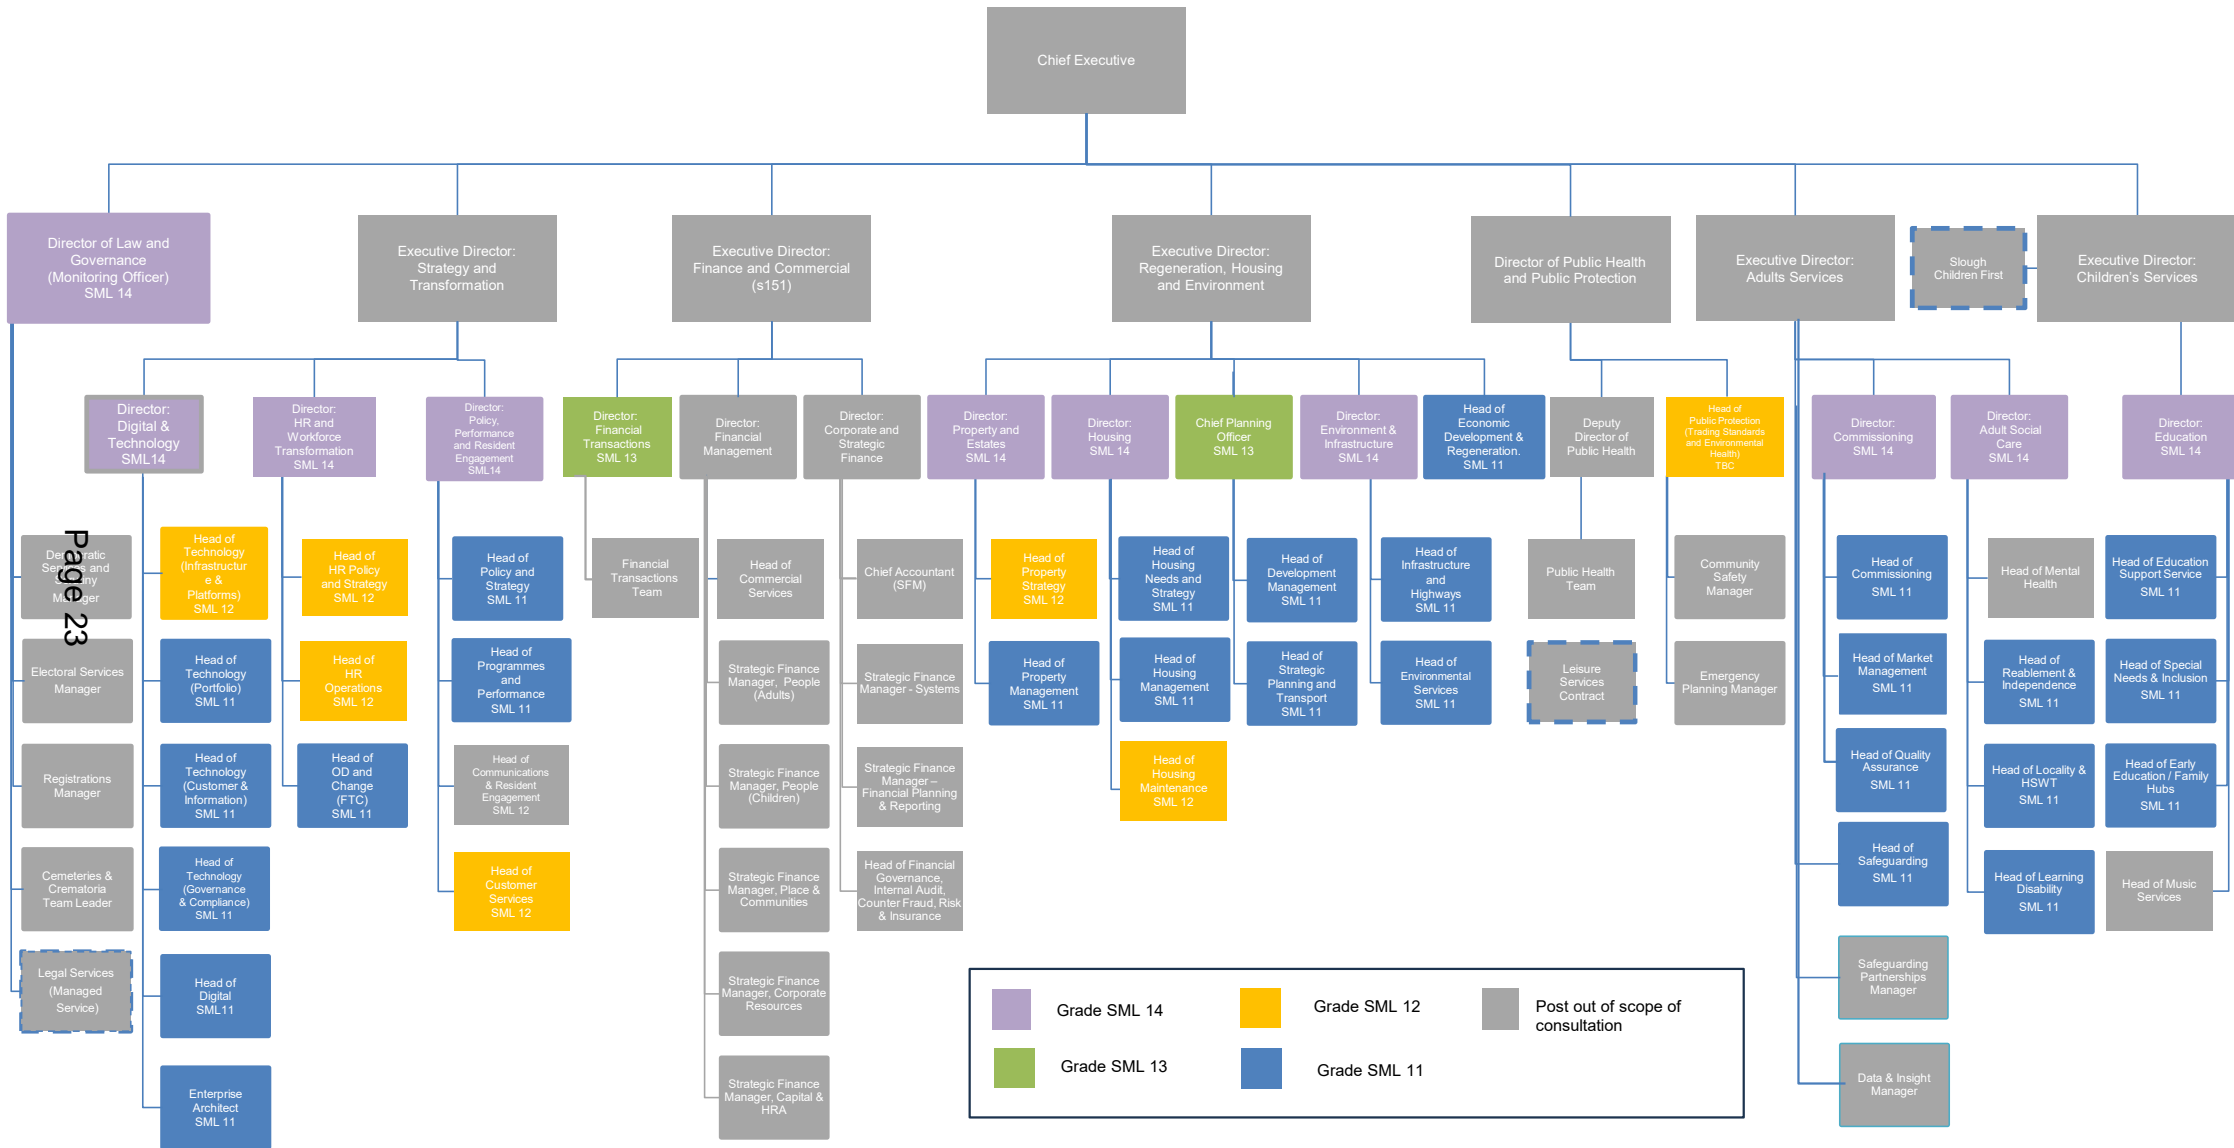 Chief Executive
Director of Law and
Governance
(Monitoring Officer)
SML 14
Executive Director:
Strategy and
Transformation
Executive Director:
Finance and Commercial
(s151)
Executive Director:
Regeneration, Housing
and Environment
Director of Public Health
and Public Protection
Executive Director:
Adults Services
Slough
Children First
Executive Director:
Children's Services
Director:
Digital &
Technology
SML14
Director:
HR and
Workforce
Transformation
SML 14
Director:
Policy,
Performance
and Resident
Engagement
SML14
Director:
Financial
Transactions
SML 13
Director:
Financial
Management
Director:
Corporate and
Strategic
Finance
Director:
Property and
Estates
SML 14
Director:
Housing
SML 14
Chief Planning
Officer
SML 13
Director:
Environment &
Infrastructure
SML 14
Head of
Economic
Development &
Regeneration.
SML 11
Deputy
Director of
Public Health
Head of
Public Protection
(Trading Standards
and Environmental
Health)
TBC
Director:
Commissioning
SML 14
Director:
Adult Social
Care
SML 14
Director:
Education
SML 14
Democratic
Services and
Scrutiny
Manager
Page 23
Electoral Services
Manager
Registrations
Manager
Cemeteries &
Crematoria
Team Leader
Legal Services
(Managed
Service)
Head of
Technology
(Infrastructur
e &
Platforms)
SML 12
Head of
Technology
(Portfolio)
SML 11
Head of
Technology
(Customer &
Information)
SML 11
Head of
Technology
(Governance
& Compliance)
SML 11
Head of
Digital
SML11
Enterprise
Architect
SML 11
Head of
HR Policy
and Strategy
SML 12
Head of
HR
Operations
SML 12
Head of
OD and
Change
(FTC)
SML 11
Head of
Policy and
Strategy
SML 11
Head of
Programmes
and
Performance
SML 11
Head of
Communications
& Resident
Engagement
SML 12
Head of
Customer
Services
SML 12
Financial
Transactions
Team
Head of
Commercial
Services
Strategic Finance
Manager, People
(Adults)
Strategic Finance
Manager, People
(Children)
Strategic Finance
Manager, Place &
Communities
Strategic Finance
Manager, Corporate
Resources
Strategic Finance
Manager, Capital &
HRA
Chief Accountant
(SFM)
Strategic Finance
Manager - Systems
Strategic Finance
Manager –
Financial Planning
& Reporting
Head of Financial
Governance,
Internal Audit,
Counter Fraud, Risk
& Insurance
Head of
Property
Strategy
SML 12
Head of
Property
Management
SML 11
Head of
Housing
Needs and
Strategy
SML 11
Head of
Housing
Management
SML 11
Head of
Housing
Maintenance
SML 12
Head of
Development
Management
SML 11
Head of
Strategic
Planning and
Transport
SML 11
Head of
Infrastructure
and
Highways
SML 11
Head of
Environmental
Services
SML 11
Public Health
Team
Leisure
Services
Contract
Community
Safety
Manager
Emergency
Planning Manager
Head of
Commissioning
SML 11
Head of Market
Management
SML 11
Head of Quality
Assurance
SML 11
Head of
Safeguarding
SML 11
Safeguarding
Partnerships
Manager
Data & Insight
Manager
Head of Mental
Health
Head of
Reablement &
Independence
SML 11
Head of Locality &
HSWT
SML 11
Head of Learning
Disability
SML 11
Head of Education
Support Service
SML 11
Head of Special
Needs & Inclusion
SML 11
Head of Early
Education / Family
Hubs
SML 11
Head of Music
Services
Grade SML 14
Grade SML 12
Post out of scope of
consultation
Grade SML 13
Grade SML 11